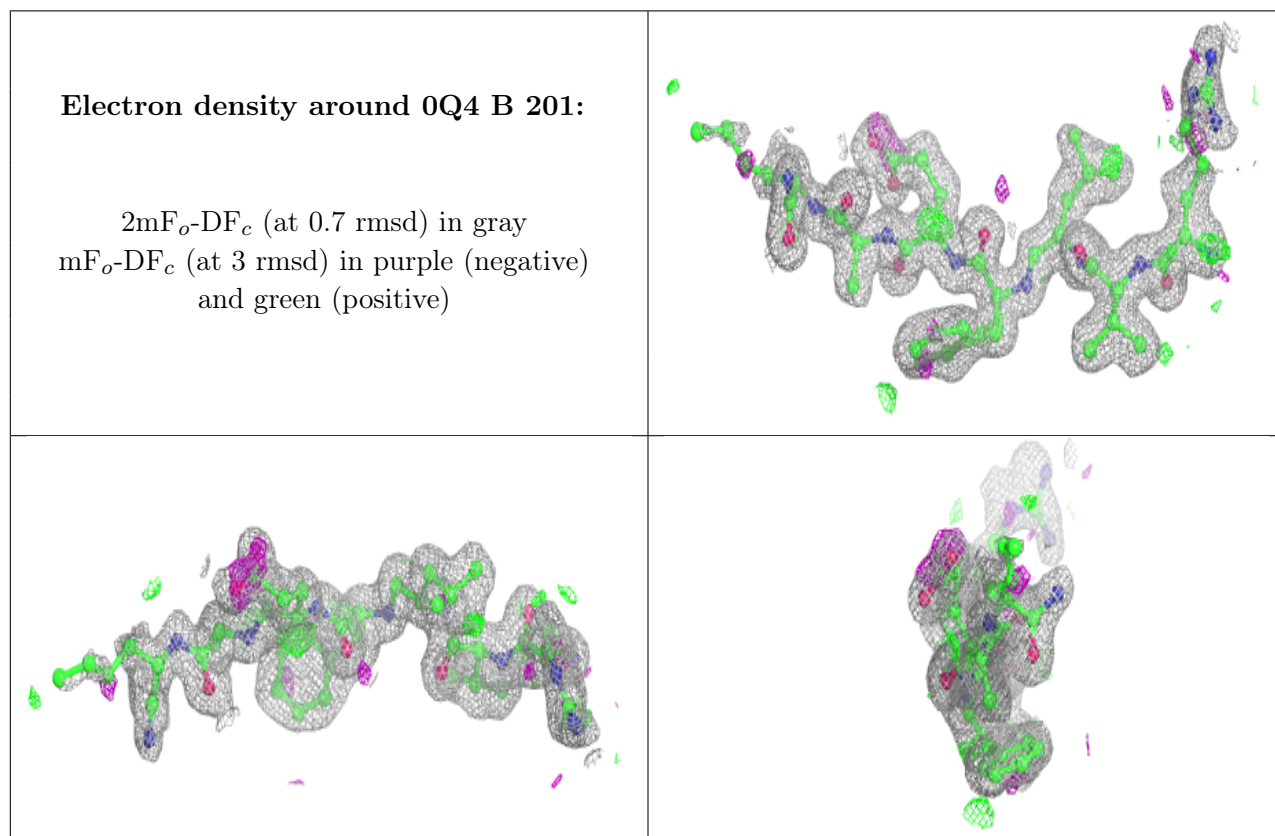 Electron density around 0Q4 B 201:
2mFo-DFc (at 0.7 rmsd) in gray
mFo-DFc (at 3 rmsd) in purple (negative)
and green (positive)